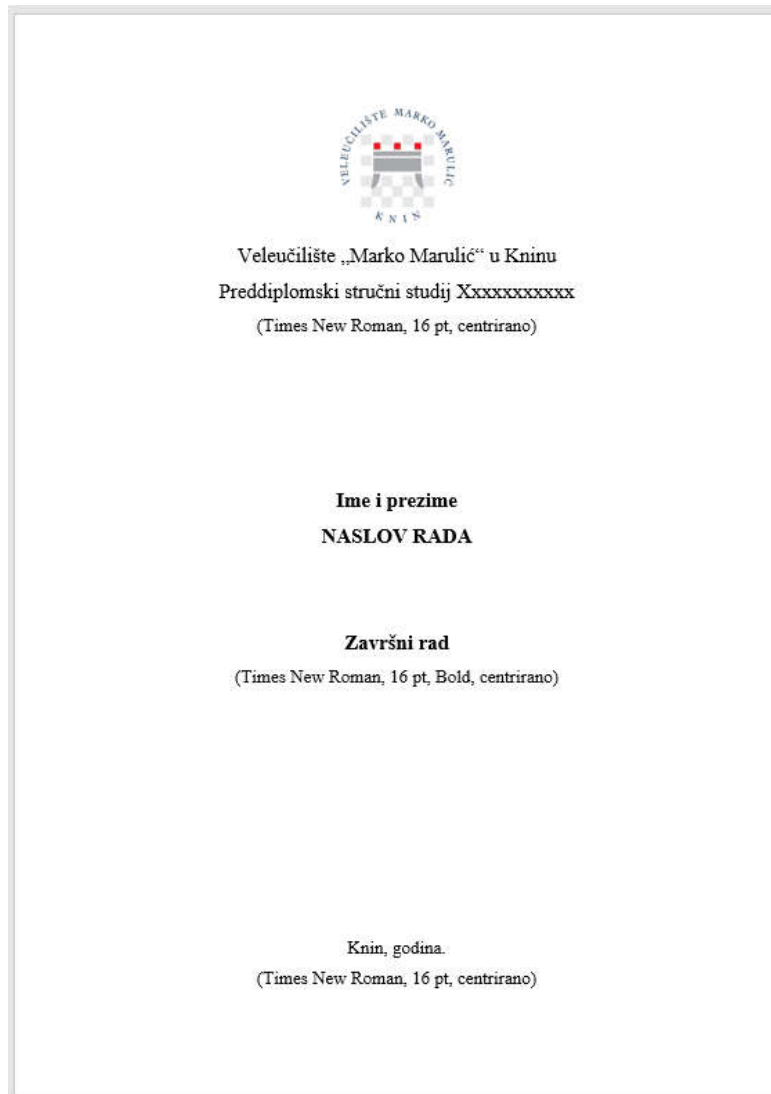 VELEUČILIŠTE MARKO MARULIĆ
KNIN
Veleučilište „Marko Marulić“ u Kninu
Preddiplomski stručni studij Xxxxxxxxxxx
(Times New Roman, 16 pt, centrirano)
Ime i prezime
NASLOV RADA
Završni rad
(Times New Roman, 16 pt, Bold, centrirano)
Knin, godina.
(Times New Roman, 16 pt, centrirano)